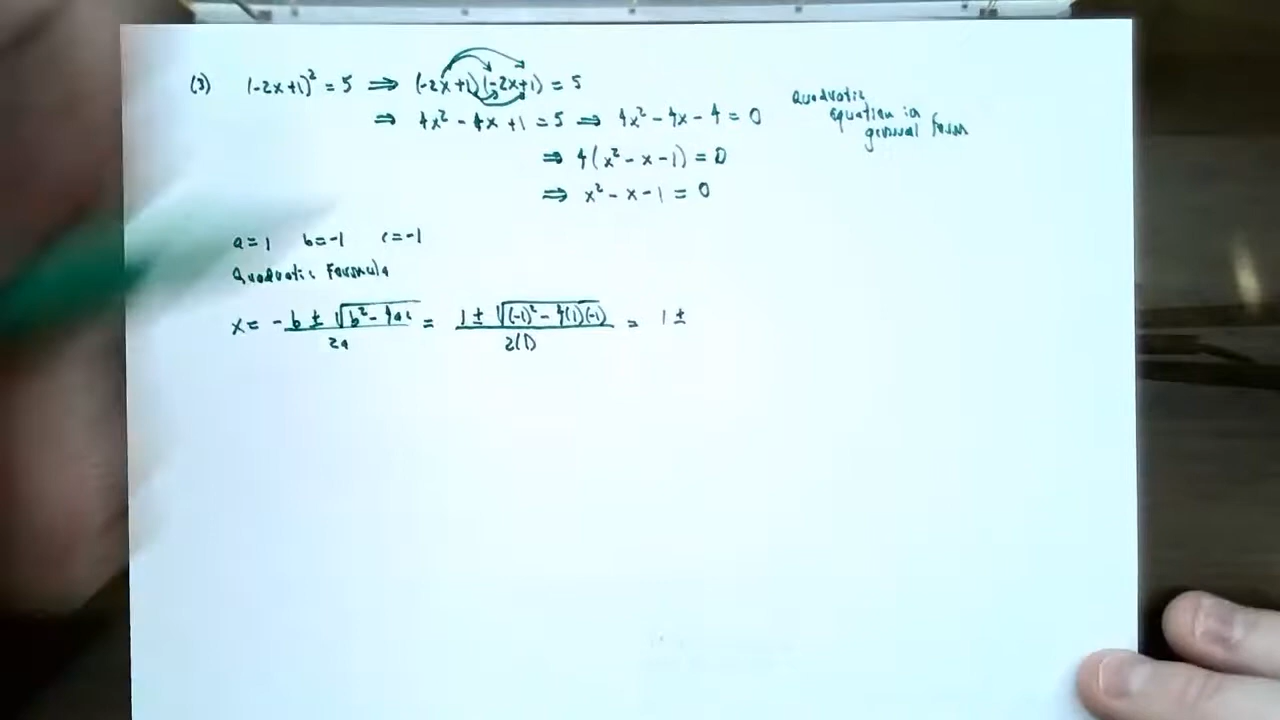 (3) (-2x+1)² = 5 ⇒ (-2x+1)(-2x+1) = 5
⇒ 4x² - 4x + 1 = 5 ⇒ 4x² - 4x - 4 = 0
Quadratic
equation in
general form
⇒ 4(x² - x - 1) = 0
⇒ x² - x - 1 = 0
a=1 b=-1 c=-1
Quadratic Formula
x = -b ± √(b² - 4ac) / 2a = 1 ± √((-1)² - 4(1)(-1)) / 2(1) = 1 ±